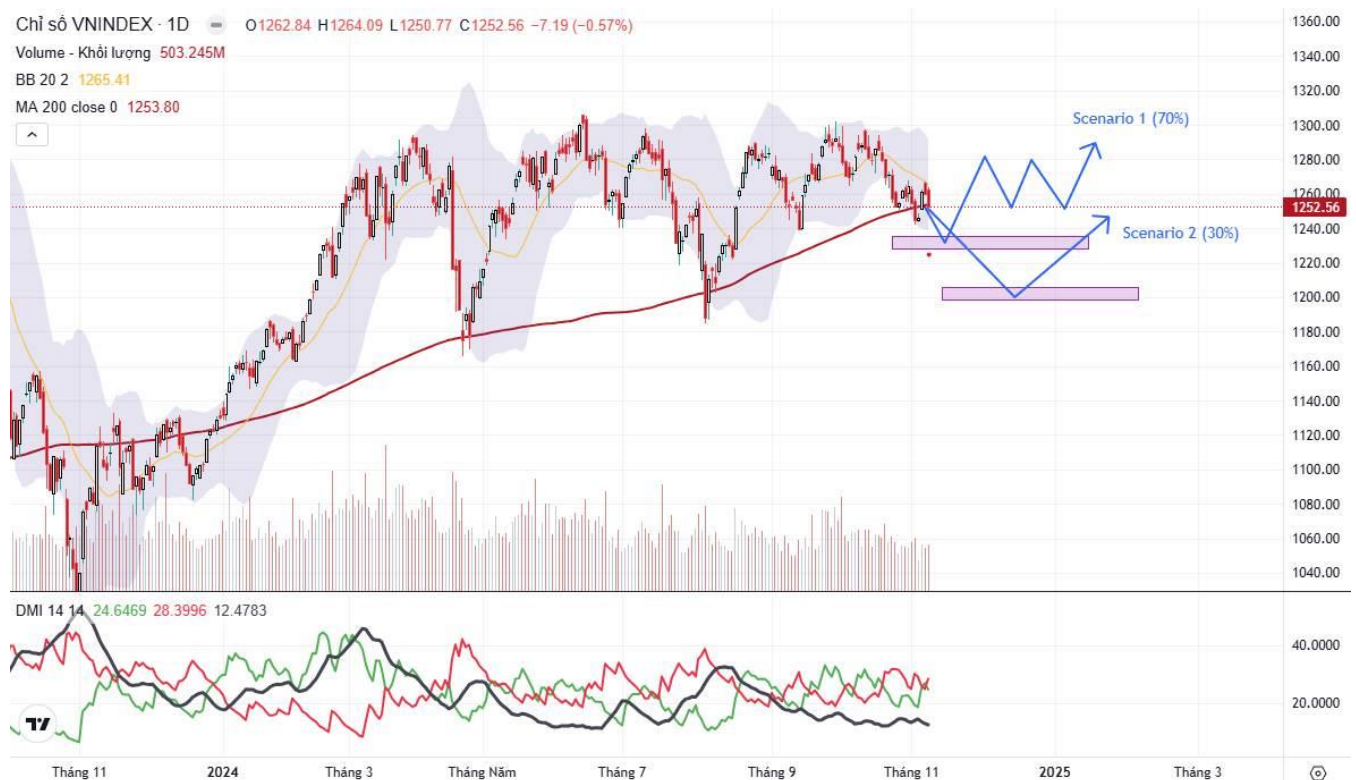 Chỉ số VNINDEX · 1D O1262.84 H1264.09 L1250.77 C1252.56 −7.19 (−0.57%)
Volume - Khối lượng 503.245M
BB 20 2 1265.41
MA 200 close 0 1253.80
1360.00
1340.00
1320.00
1300.00
1280.00
1260.00
1252.56
1240.00
1220.00
1200.00
1180.00
1160.00
1140.00
1120.00
1100.00
1080.00
1060.00
1040.00
Scenario 1 (70%)
Scenario 2 (30%)
DMI 14 14 24.6469 28.3996 12.4783
40.0000
20.0000
Tháng 11 2024 Tháng 3 Tháng Năm Tháng 7 Tháng 9 Tháng 11 2025 Tháng 3